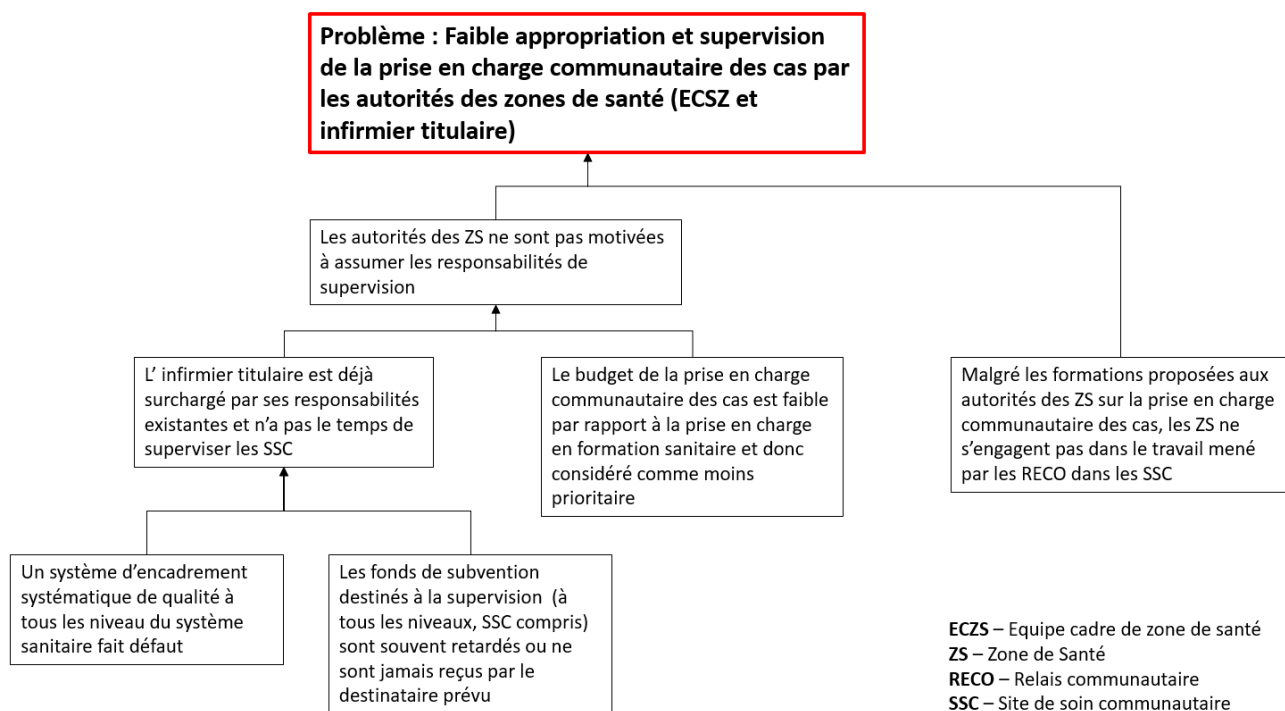 Problème : Faible appropriation et supervision
de la prise en charge communautaire des cas par
les autorités des zones de santé (ECSZ et
infirmier titulaire)
Les autorités des ZS ne sont pas motivées
à assumer les responsabilités de
supervision
L’ infirmier titulaire est déjà
surchargé par ses responsabilités
existantes et n’a pas le temps de
superviser les SSC
Le budget de la prise en charge
communautaire des cas est faible
par rapport à la prise en charge
en formation sanitaire et donc
considéré comme moins
prioritaire
Malgré les formations proposées aux
autorités des ZS sur la prise en charge
communautaire des cas, les ZS ne
s’engagent pas dans le travail mené
par les RECO dans les SSC
Un système d’encadrement
systématique de qualité à
tous les niveau du système
sanitaire fait défaut
Les fonds de subvention
destinés à la supervision (à
tous les niveaux, SSC compris)
sont souvent retardés ou ne
sont jamais reçus par le
destinataire prévu
ECZS – Equipe cadre de zone de santé
ZS – Zone de Santé
RECO – Relais communautaire
SSC – Site de soin communautaire